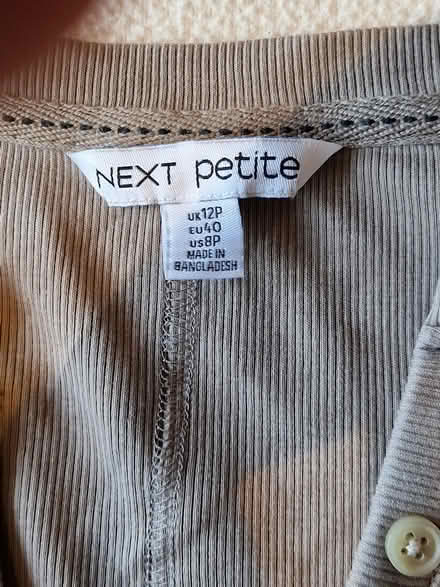 NEXT petite
UK12P
EU40
US8P
MADE IN
BANGLADESH